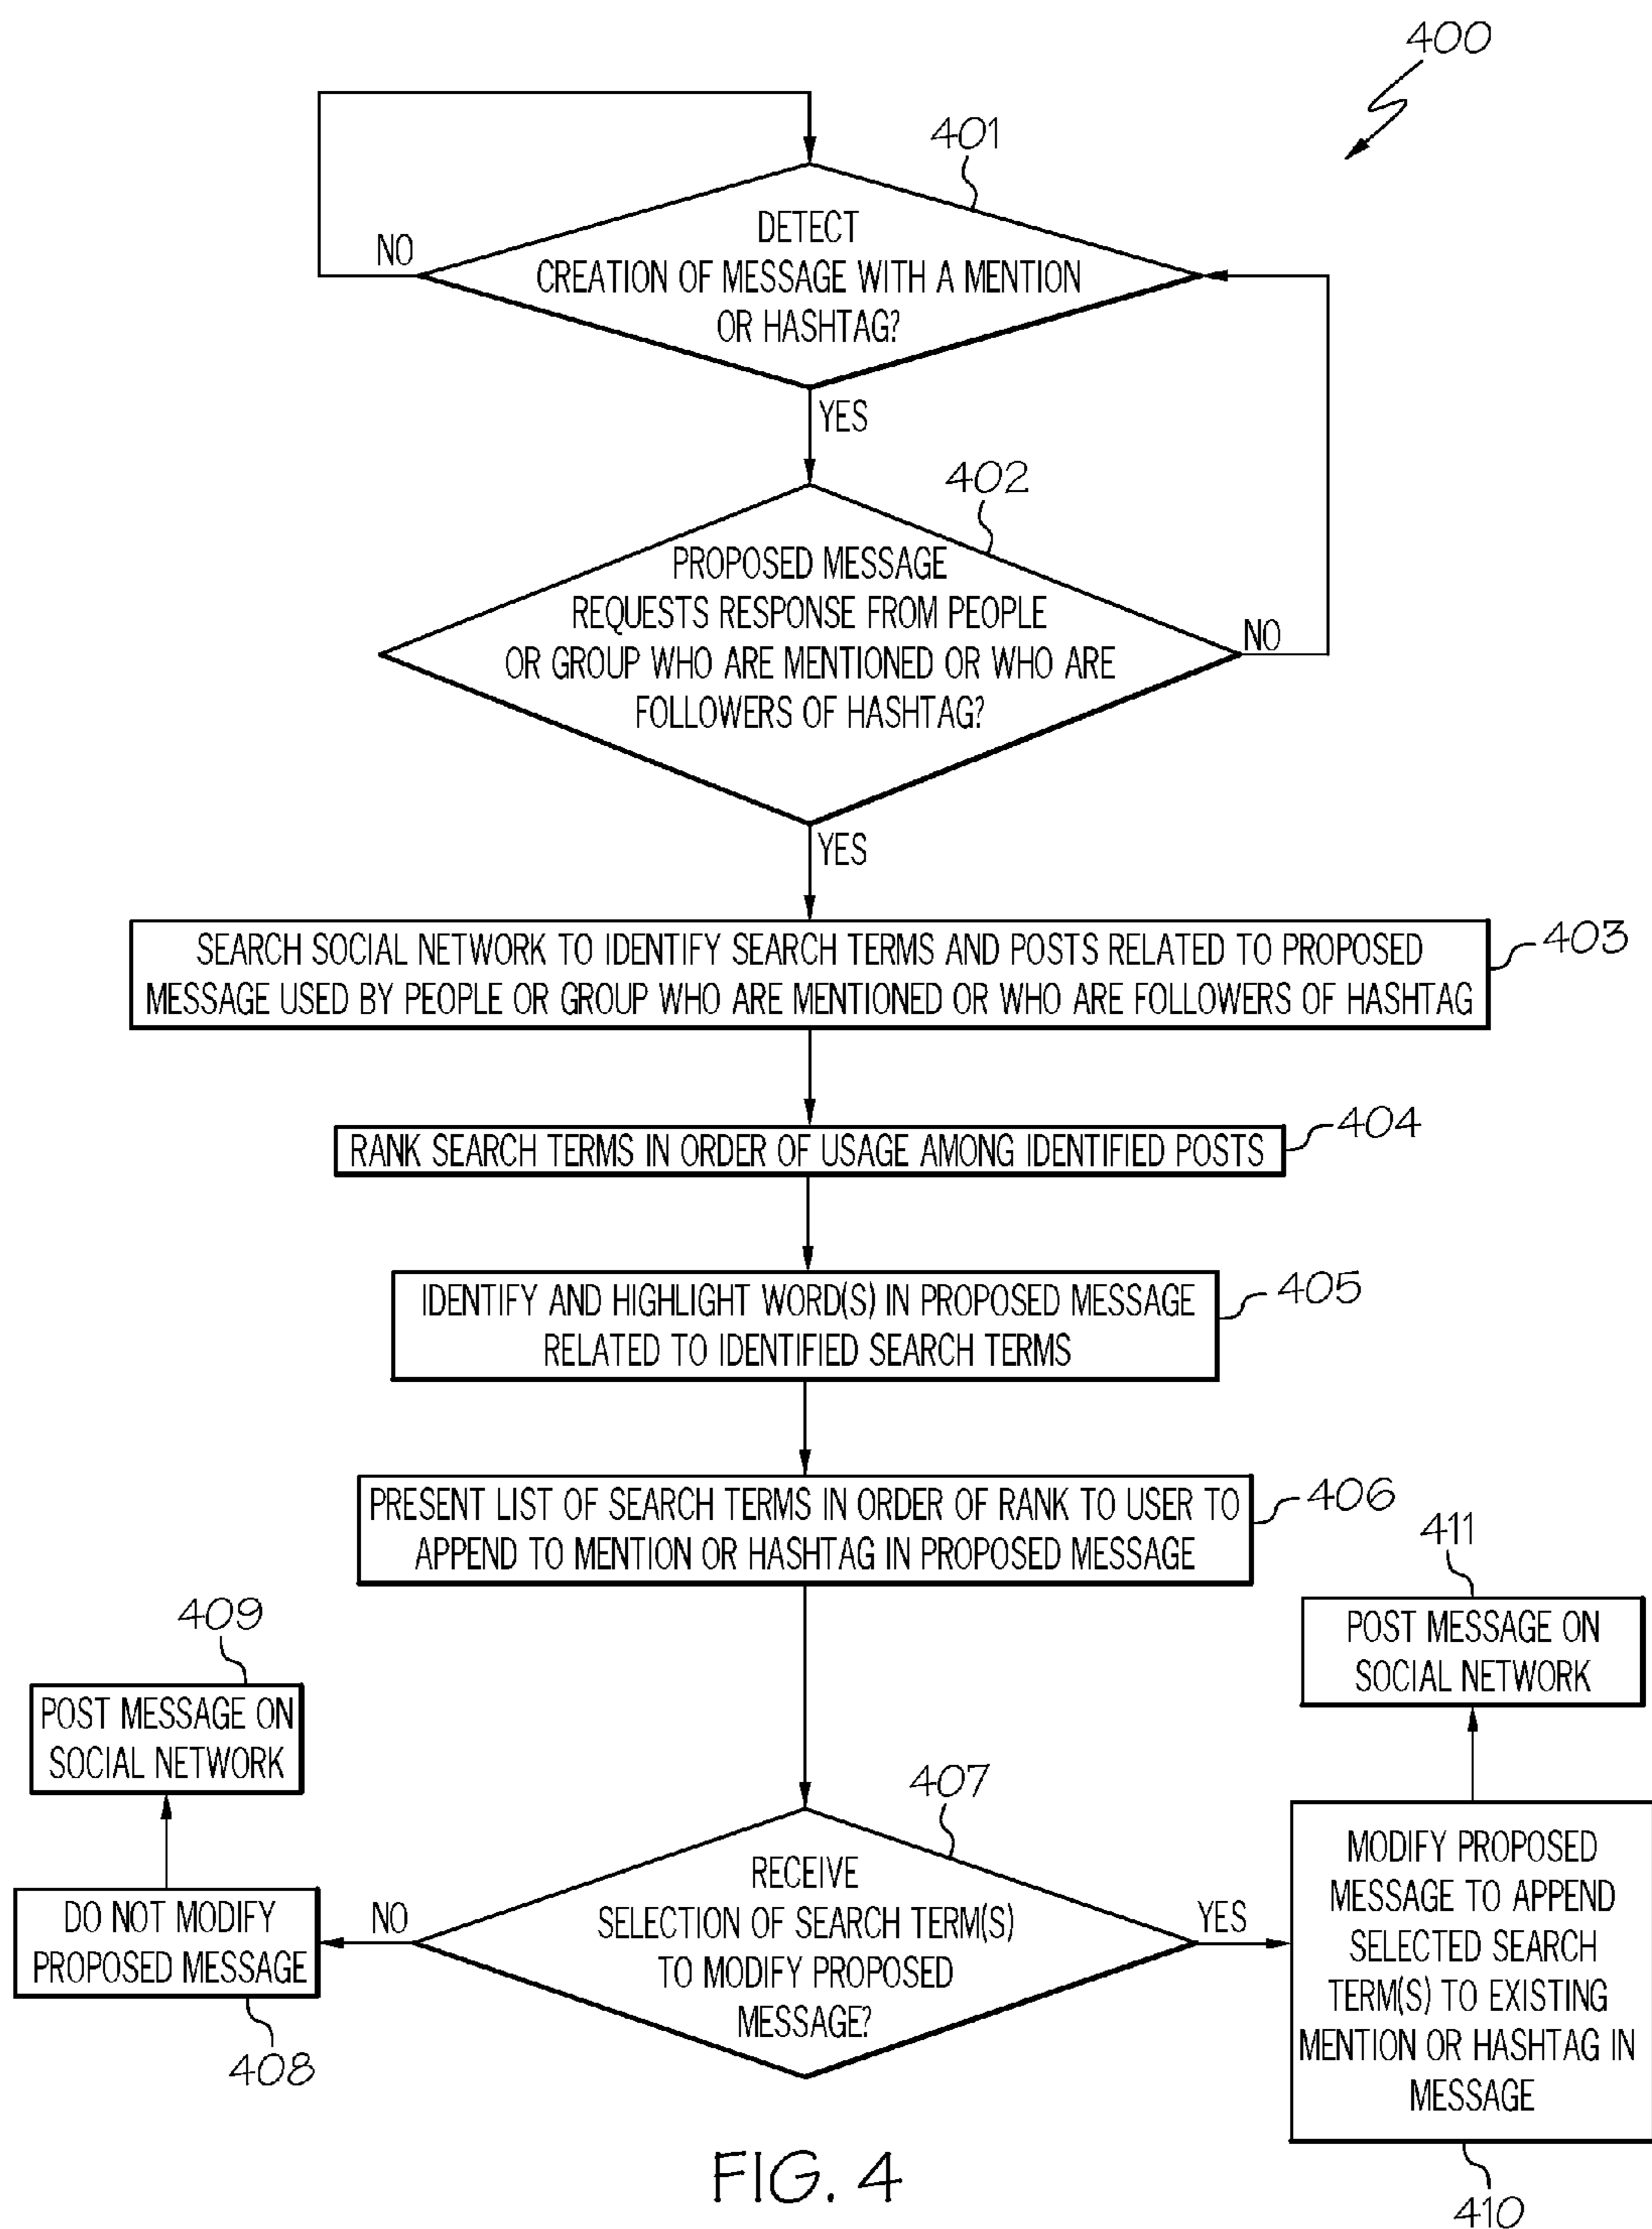 400
401
DETECT
CREATION OF MESSAGE WITH A MENTION
OR HASHTAG?
NO
YES
402
PROPOSED MESSAGE
REQUESTS RESPONSE FROM PEOPLE
OR GROUP WHO ARE MENTIONED OR WHO ARE
FOLLOWERS OF HASHTAG?
NO
YES
SEARCH SOCIAL NETWORK TO IDENTIFY SEARCH TERMS AND POSTS RELATED TO PROPOSED
MESSAGE USED BY PEOPLE OR GROUP WHO ARE MENTIONED OR WHO ARE FOLLOWERS OF HASHTAG
403
RANK SEARCH TERMS IN ORDER OF USAGE AMONG IDENTIFIED POSTS
404
IDENTIFY AND HIGHLIGHT WORD(S) IN PROPOSED MESSAGE
RELATED TO IDENTIFIED SEARCH TERMS
405
PRESENT LIST OF SEARCH TERMS IN ORDER OF RANK TO USER TO
APPEND TO MENTION OR HASHTAG IN PROPOSED MESSAGE
406
407
RECEIVE
SELECTION OF SEARCH TERM(S)
TO MODIFY PROPOSED
MESSAGE?
NO
YES
DO NOT MODIFY
PROPOSED MESSAGE
408
409
POST MESSAGE ON
SOCIAL NETWORK
MODIFY PROPOSED
MESSAGE TO APPEND
SELECTED SEARCH
TERM(S) TO EXISTING
MENTION OR HASHTAG IN
MESSAGE
410
411
POST MESSAGE ON
SOCIAL NETWORK
FIG. 4